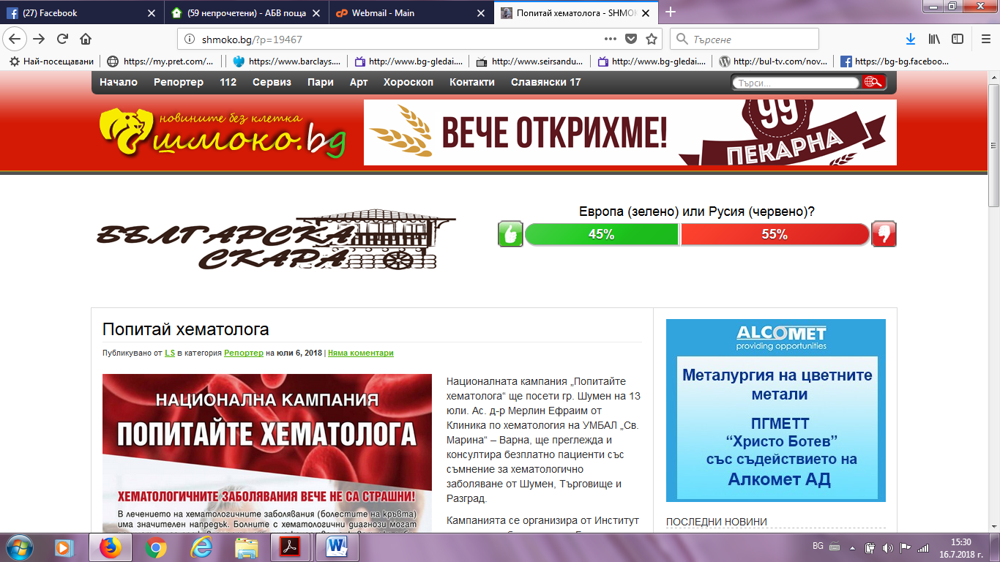 (27) Facebook
(59 непрочетени) - АБВ поща
Webmail - Main
Попитай хематолога - SHMOK
shmoko.bg/?p=19467
Търсене
Най-посещавани
https://my.pret.com/...
https://www.barclays....
http://www.bg-gledai....
http://www.seirsandu...
http://www.bg-gledai....
http://bul-tv.com/nov...
https://bg-bg.faceboo...
Начало Репортер 112 Сервиз Пари Арт Хороскоп Контакти Славянски 17
Търси...
новините без клетка
шмоко.bg
ВЕЧЕ ОТКРИХМЕ!
99
ПЕКАРНА
БЪЛГАРСКА
СКАРА
Европа (зелено) или Русия (червено)?
45% 55%
Попитай хематолога
Публикувано от LS в категория Репортер на юли 6, 2018 | Няма коментари
НАЦИОНАЛНА КАМПАНИЯ
ПОПИТАЙТЕ ХЕМАТОЛОГА
ХЕМАТОЛОГИЧНИТЕ ЗАБОЛЯВАНИЯ ВЕЧЕ НЕ СА СТРАШНИ!
В лечението на хематологичните заболявания (болестите на кръвта)
има значителен напредък. Болните с хематологични диагнози могат
Националната кампания „Попитайте
хематолога“ ще посети гр. Шумен на 13
юли. Ас. д-р Мерлин Ефраим от
Клиника по хематология на УМБАЛ „Св.
Марина“ – Варна, ще преглежда и
консултира безплатно пациенти със
съмнение за хематологично
заболяване от Шумен, Търговище и
Разград.
Кампанията се организира от Институт
ALCOMET
providing opportunities
Металургия на цветните
метали
ПГМЕТТ
“Христо Ботев”
със съдействието на
Алкомет АД
ПОСЛЕДНИ НОВИНИ
BG
15:30
16.7.2018 г.